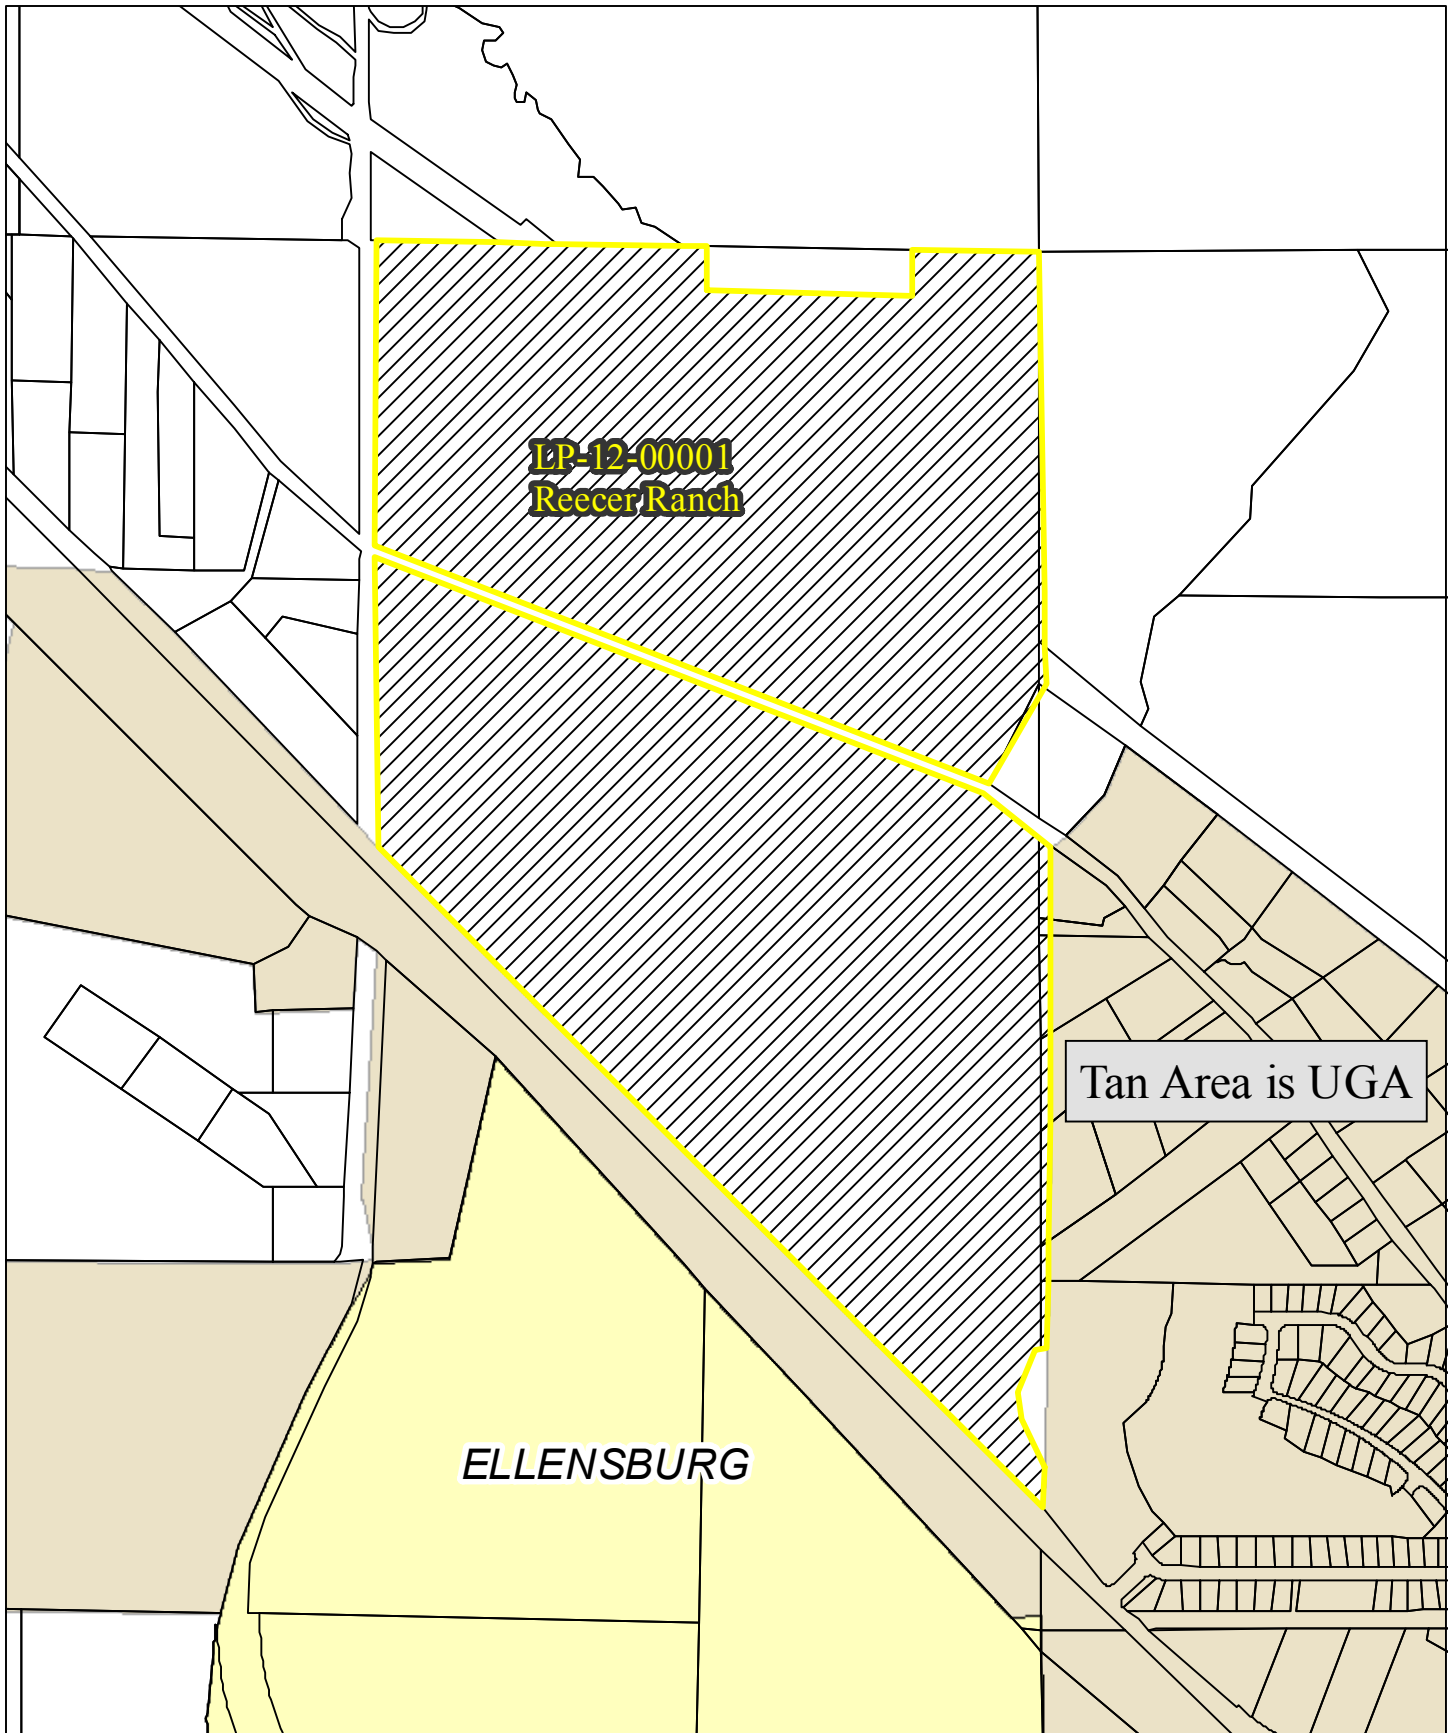 LP-12-00001
Reecer Ranch
Tan Area is UGA
ELLENSBURG